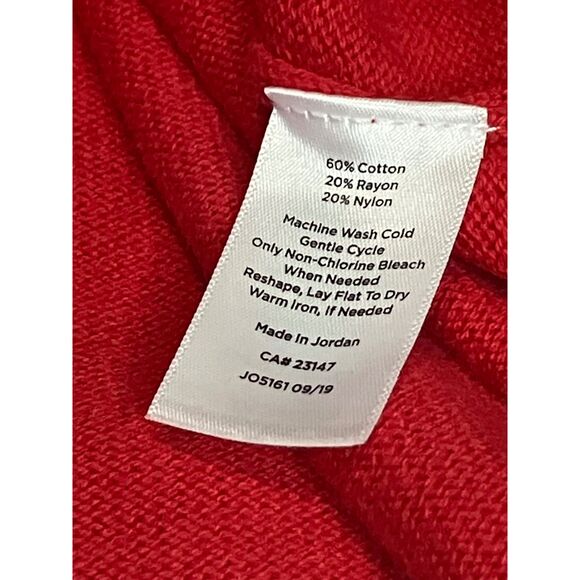 60% Cotton
20% Rayon
20% Nylon
Machine Wash Cold
Gentle Cycle
Only Non-Chlorine Bleach
When Needed
Reshape, Lay Flat To Dry
Warm Iron, If Needed
Made In Jordan
CA# 23147
JO5161 09/19